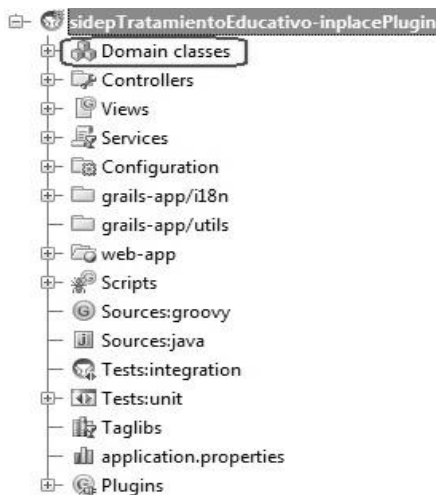 sidepTratamientoEducativo-inplacePlugin
Domain classes
Controllers
Views
Services
Configuration
grails-app/i18n
grails-app/utils
web-app
Scripts
Sources:groovy
Sources:java
Tests:integration
Tests:unit
Taglibs
application.properties
Plugins